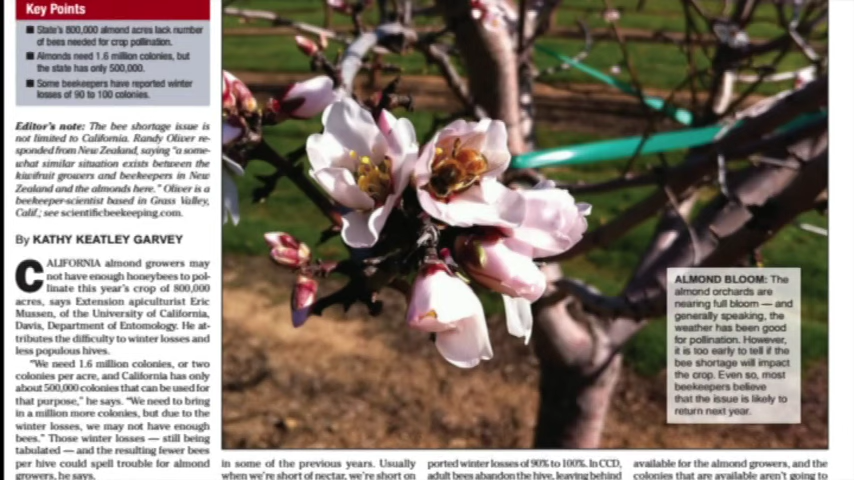 Key Points
■ State's 800,000 almond acres lack number
of bees needed for crop pollination.
■ Almonds need 1.6 million colonies, but
the state has only 500,000.
■ Some beekeepers have reported winter
losses of 90 to 100 colonies.
Editor's note: The bee shortage issue is
not limited to California. Randy Oliver re-
sponded from New Zealand, saying "a some-
what similar situation exists between the
kiwifruit growers and beekeepers in New
Zealand and the almonds here." Oliver is a
beekeeper-scientist based in Grass Valley,
Calif.; see scientificbeekeeping.com.
By KATHY KEATLEY GARVEY
CALIFORNIA almond growers may
not have enough honeybees to pol-
linate this year's crop of 800,000
acres, says Extension apiculturist Eric
Mussen, of the University of California,
Davis, Department of Entomology. He at-
tributes the difficulty to winter losses and
less populous hives.
"We need 1.6 million colonies, or two
colonies per acre, and California has only
about 500,000 colonies that can be used for
that purpose," he says. "We need to bring
in a million more colonies, but due to the
winter losses, we may not have enough
bees." Those winter losses — still being
tabulated — and the resulting fewer bees
per hive could spell trouble for almond
growers, he says.
ALMOND BLOOM: The
almond orchards are
nearing full bloom — and
generally speaking, the
weather has been good
for pollination. However,
it is too early to tell if the
bee shortage will impact
the crop. Even so, most
beekeepers believe
that the issue is likely to
return next year.
in some of the previous years. Usually
when we're short of nectar, we're short on
ported winter losses of 90% to 100%. In CCD,
adult bees abandon the hive, leaving behind
available for the almond growers, and the
colonies that are available aren't going to